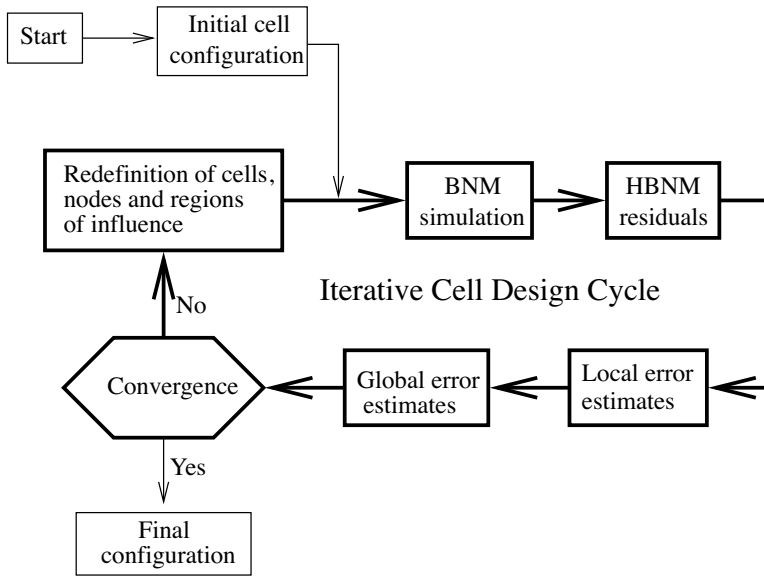 Start
Initial cell
configuration
Redefinition of cells,
nodes and regions
of influence
BNM
simulation
HBNM
residuals
No
Iterative Cell Design Cycle
Convergence
Global error
estimates
Local error
estimates
Yes
Final
configuration